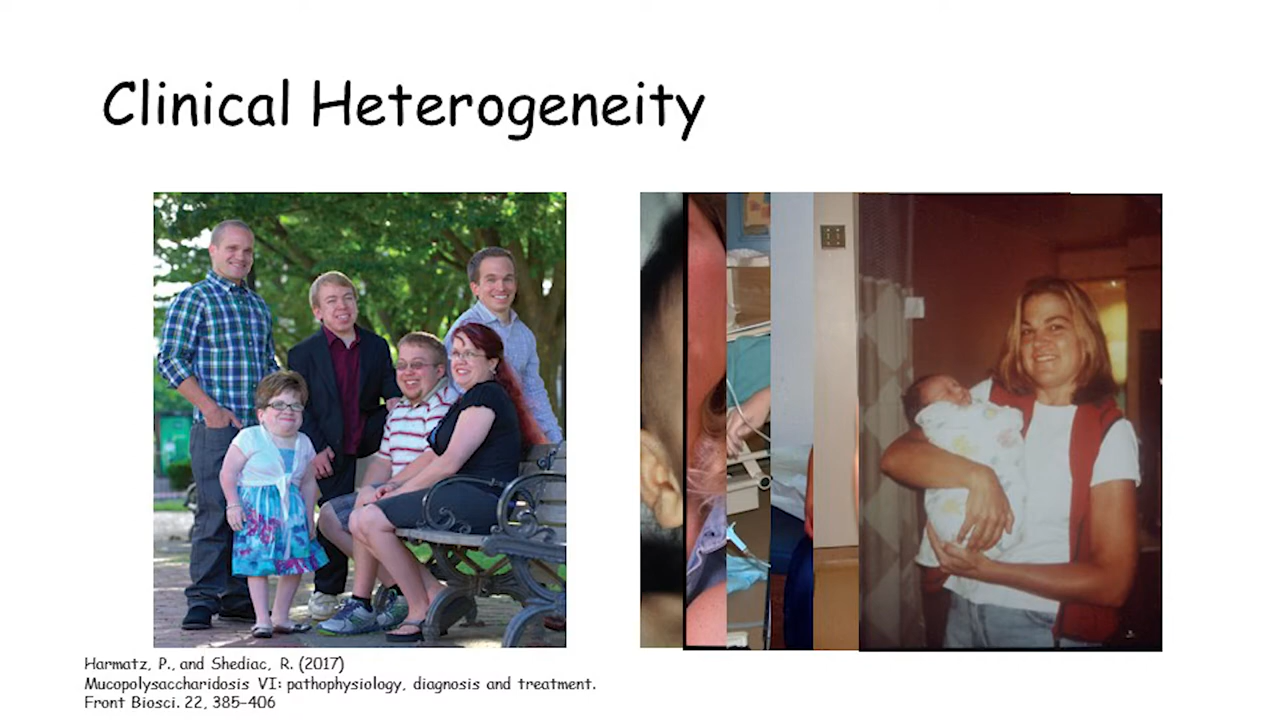 Clinical Heterogeneity
Harmatz, P., and Shediac, R. (2017)
Mucopolysaccharidosis VI: pathophysiology, diagnosis and treatment.
Front Biosci. 22, 385–406